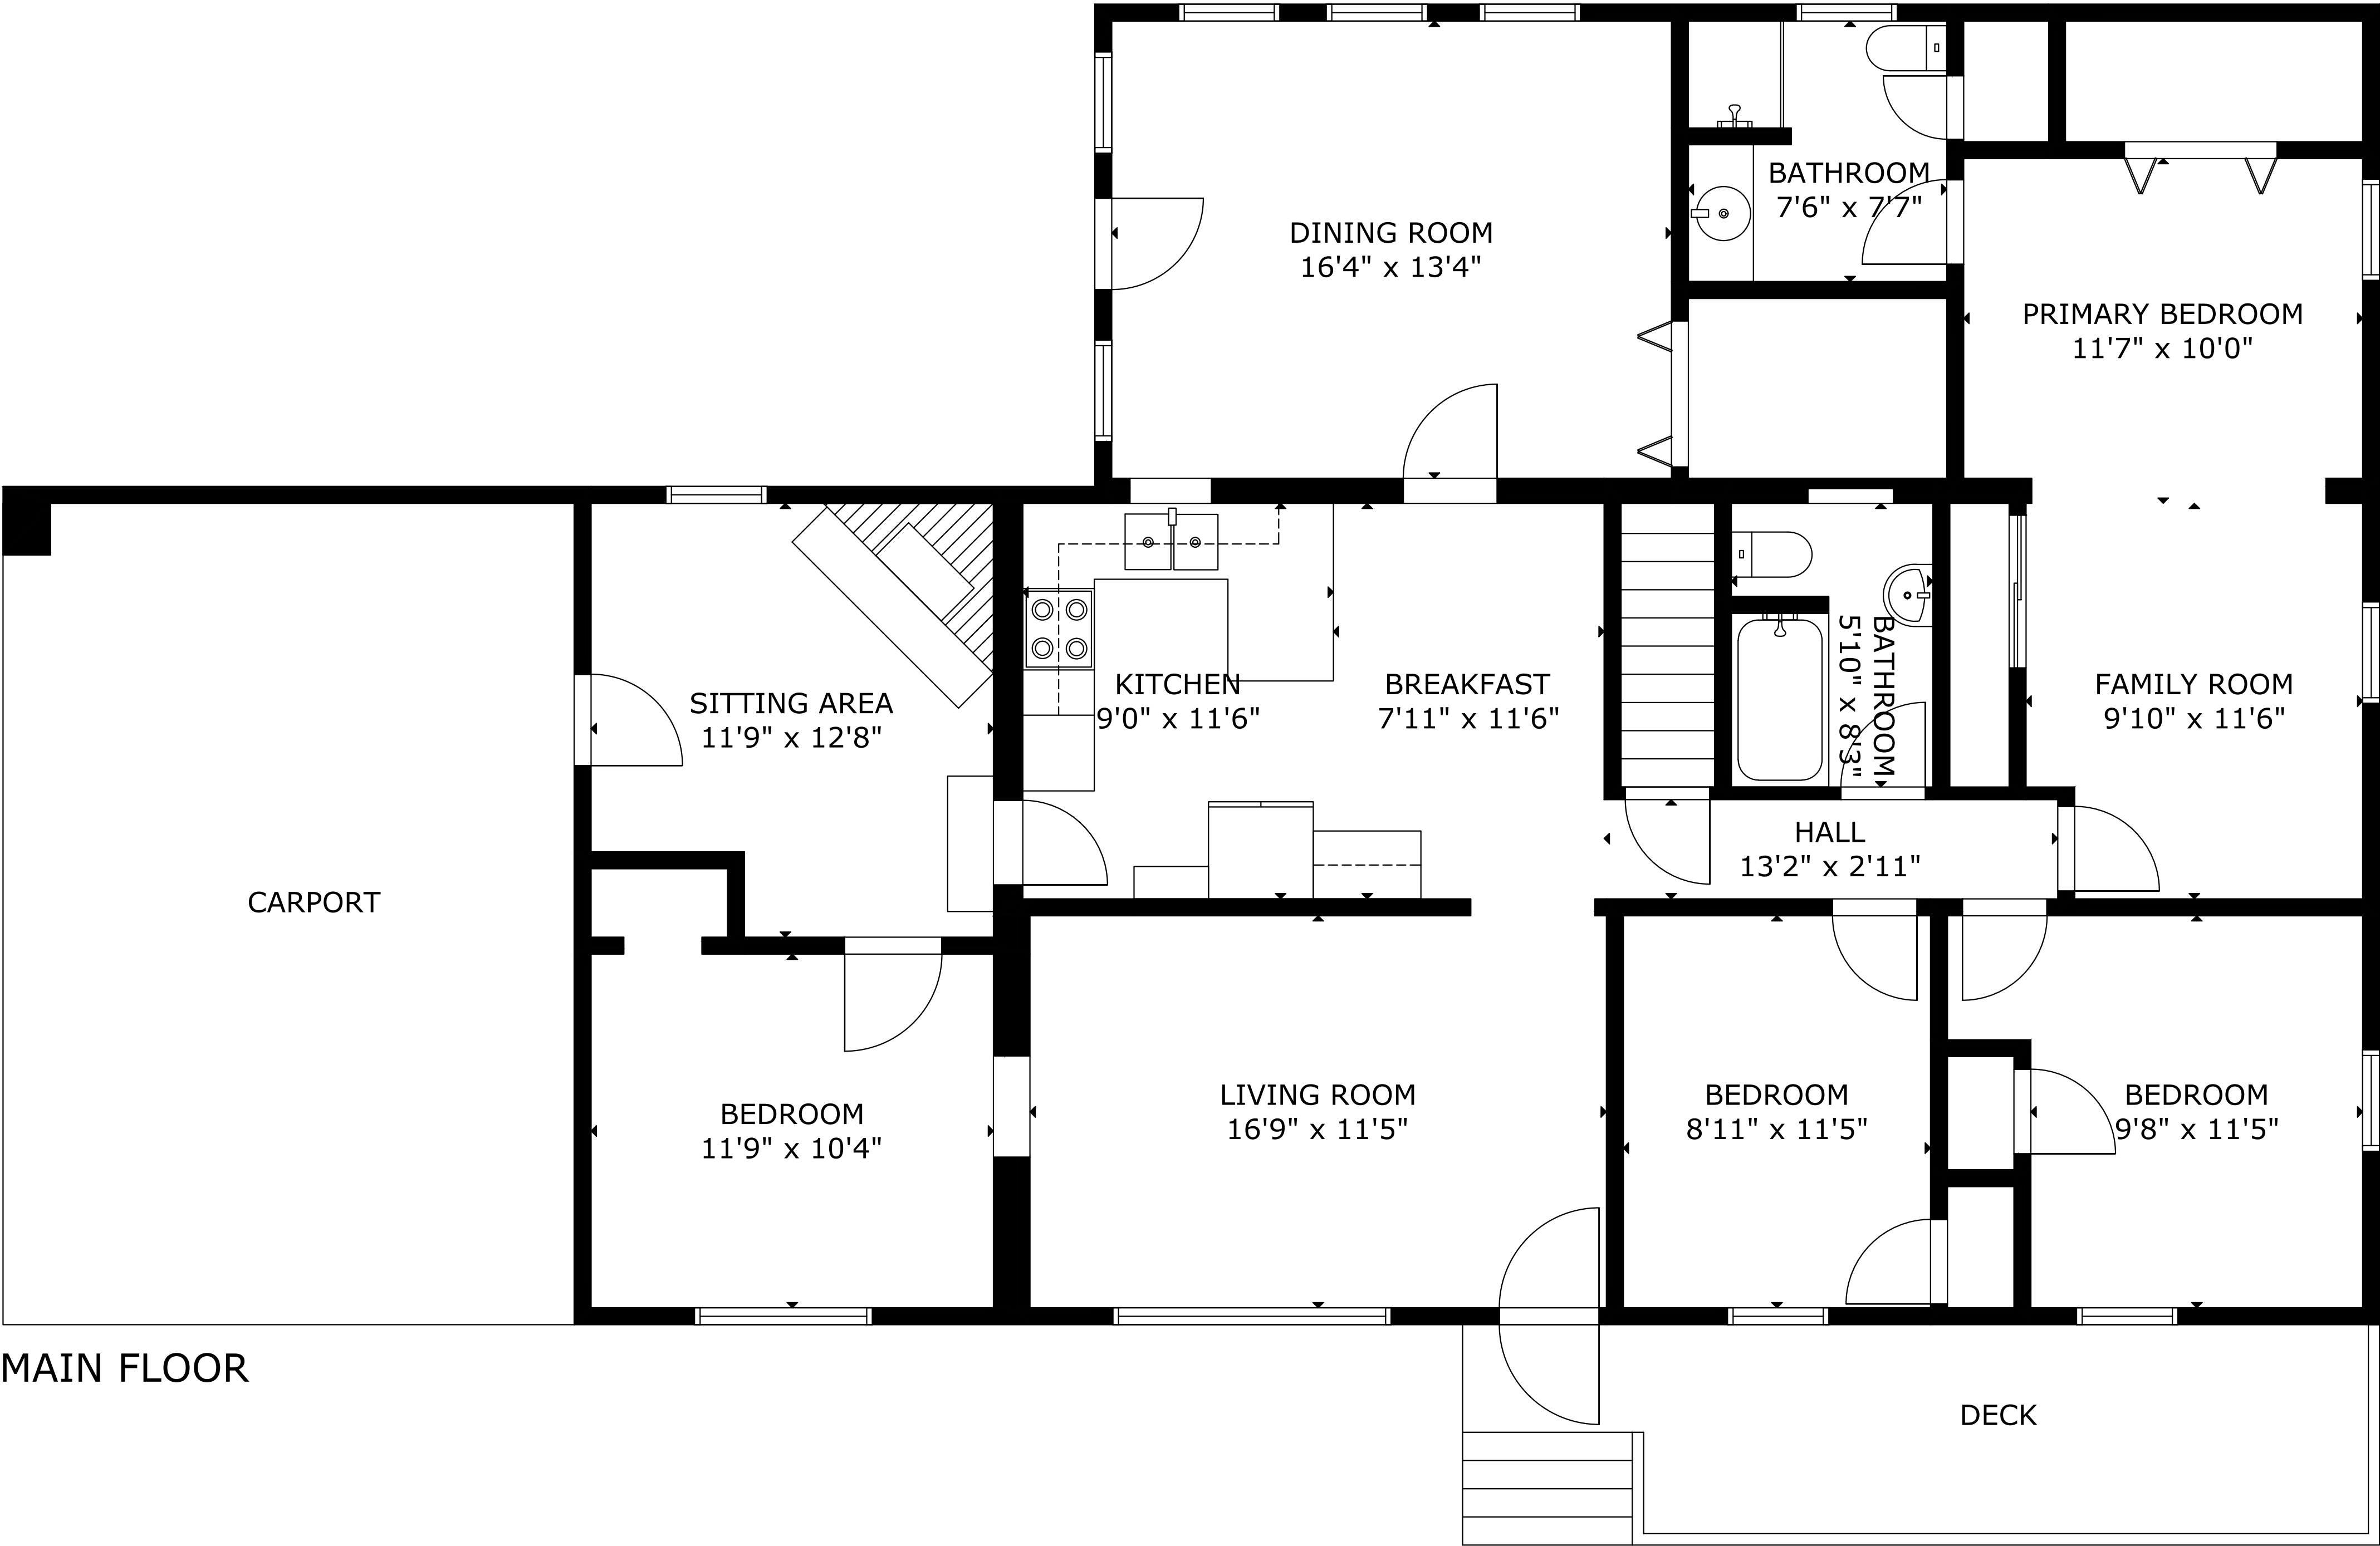 DINING ROOM
16'4" x 13'4"
BATHROOM
7'6" x 7'7"
PRIMARY BEDROOM
11'7" x 10'0"
SITTING AREA
11'9" x 12'8"
KITCHEN
9'0" x 11'6"
BREAKFAST
7'11" x 11'6"
BATHROOM
5'10" x 8'3"
FAMILY ROOM
9'10" x 11'6"
HALL
13'2" x 2'11"
CARPORT
BEDROOM
11'9" x 10'4"
LIVING ROOM
16'9" x 11'5"
BEDROOM
8'11" x 11'5"
BEDROOM
9'8" x 11'5"
MAIN FLOOR
DECK